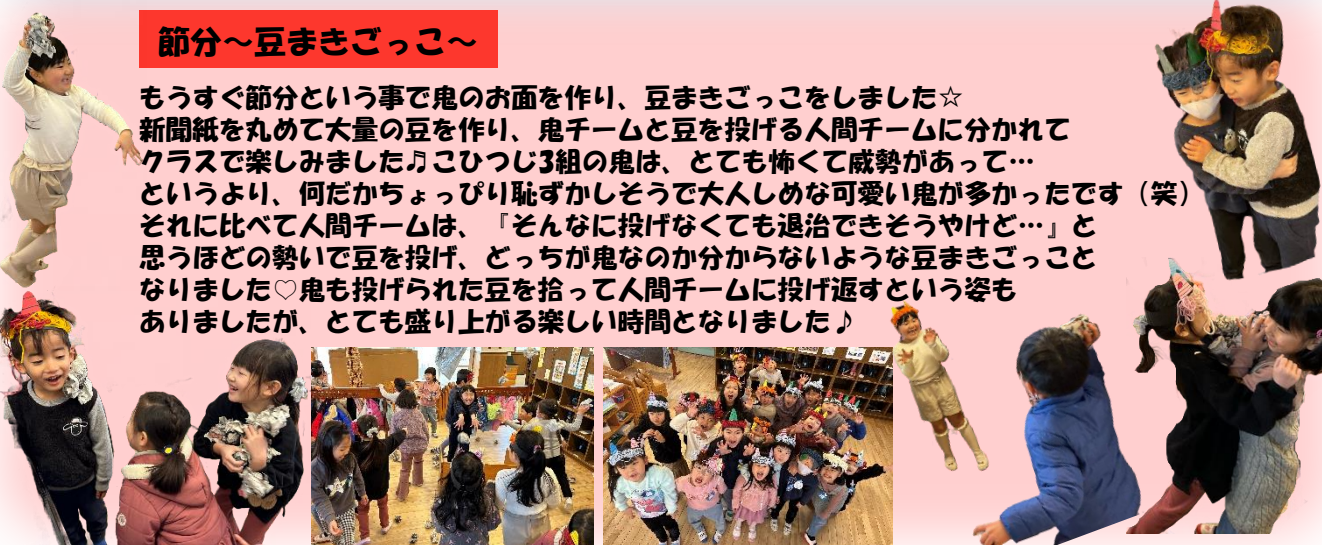 節分～豆まきごっこ～
もうすぐ節分という事で鬼のお面を作り、豆まきごっこをしました☆
新聞紙を丸めて大量の豆を作り、鬼チームと豆を投げる人間チームに分かれて
クラスで楽しみました♬こひつじ3組の鬼は、とても怖くて威勢があって…
というより、何だかちょっぴり恥ずかしそうで大人しめな可愛い鬼が多かったです（笑）
それに比べて人間チームは、『そんなに投げなくても退治できそうやけど…』と
思うほどの勢いで豆を投げ、どっちが鬼なのか分からないような豆まきごっこと
なりました♡鬼も投げられた豆を拾って人間チームに投げ返すという姿も
ありましたが、とても盛り上がる楽しい時間となりました♪